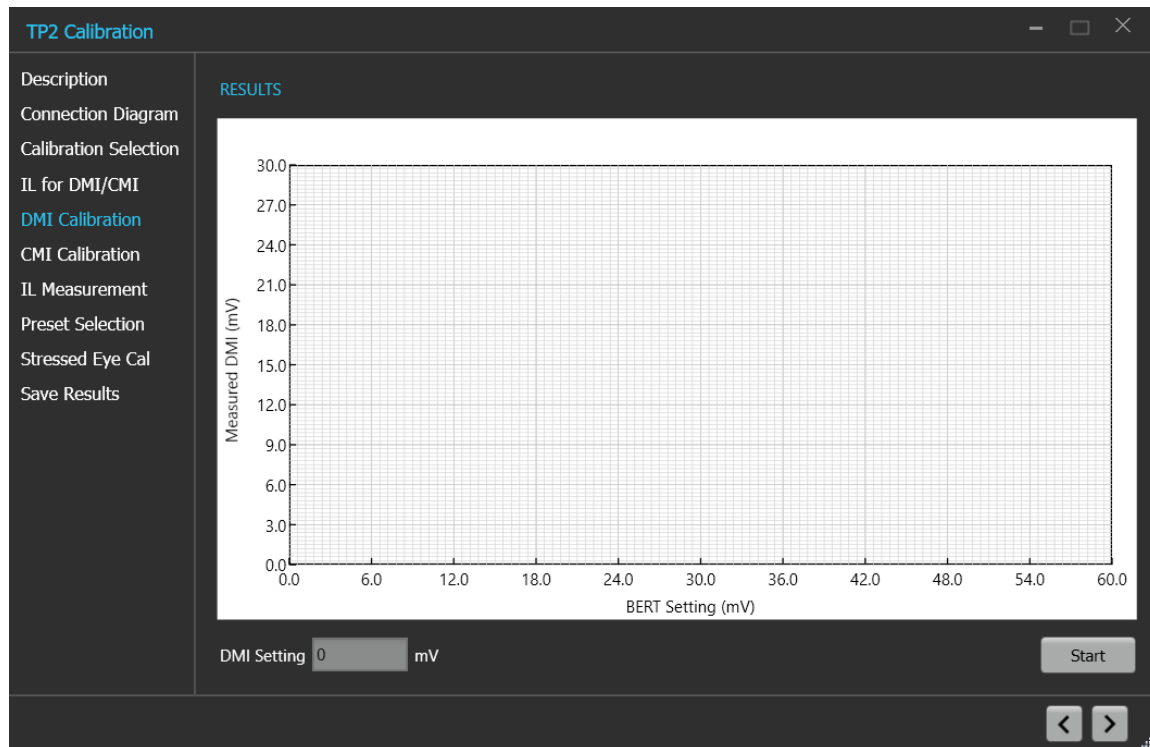 TP2 Calibration
Description
Connection Diagram
Calibration Selection
IL for DMI/CMI
DMI Calibration
CMI Calibration
IL Measurement
Preset Selection
Stressed Eye Cal
Save Results
RESULTS
Measured DMI (mV)
30.0
27.0
24.0
21.0
18.0
15.0
12.0
9.0
6.0
3.0
0.0
0.0 6.0 12.0 18.0 24.0 30.0 36.0 42.0 48.0 54.0 60.0
BERT Setting (mV)
DMI Setting 0 mV
Start